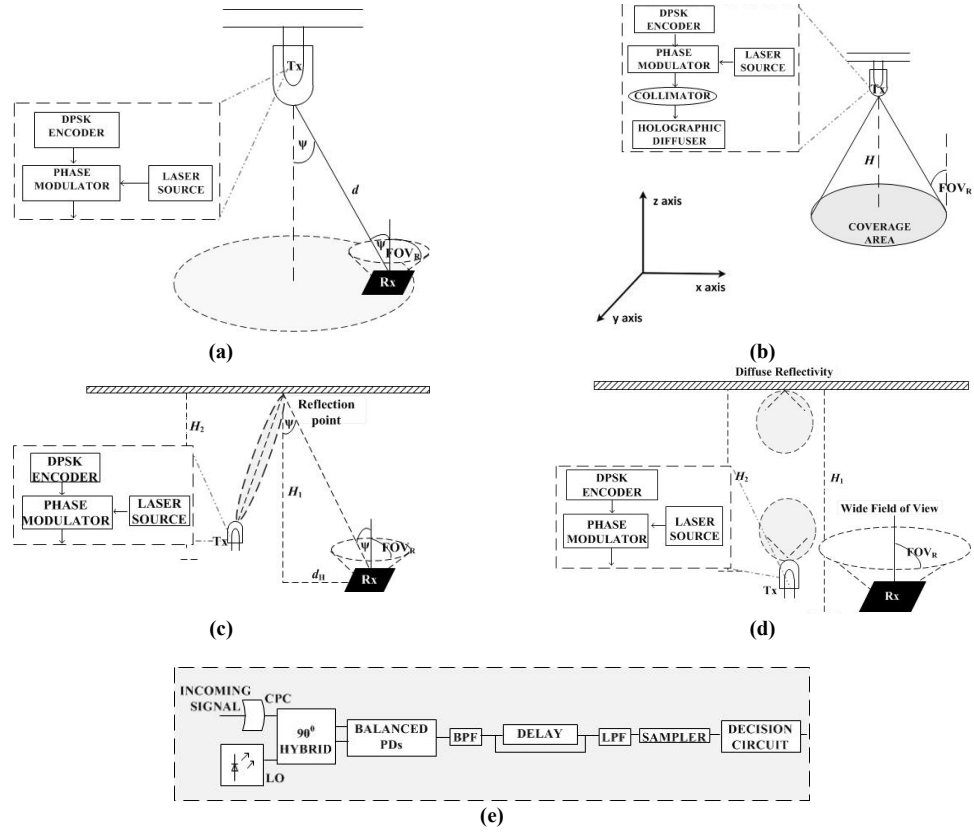 Tx
DPSK
ENCODER
PHASE
MODULATOR
LASER
SOURCE
ψ
d
ψ
FOVR
Rx
(a)
DPSK
ENCODER
PHASE
MODULATOR
LASER
SOURCE
COLLIMATOR
HOLOGRAPHIC
DIFFUSER
Tx
H
FOVR
COVERAGE
AREA
z axis
x axis
y axis
(b)
Reflection
point
H2
ψ
H1
DPSK
ENCODER
PHASE
MODULATOR
LASER
SOURCE
Tx
ψ
FOVR
dH
Rx
(c)
Diffuse Reflectivity
H2
H1
DPSK
ENCODER
PHASE
MODULATOR
LASER
SOURCE
Tx
Wide Field of View
FOVR
Rx
(d)
INCOMING
SIGNAL
CPC
90⁰
HYBRID
LO
BALANCED
PDs
BPF
DELAY
LPF
SAMPLER
DECISION
CIRCUIT
(e)